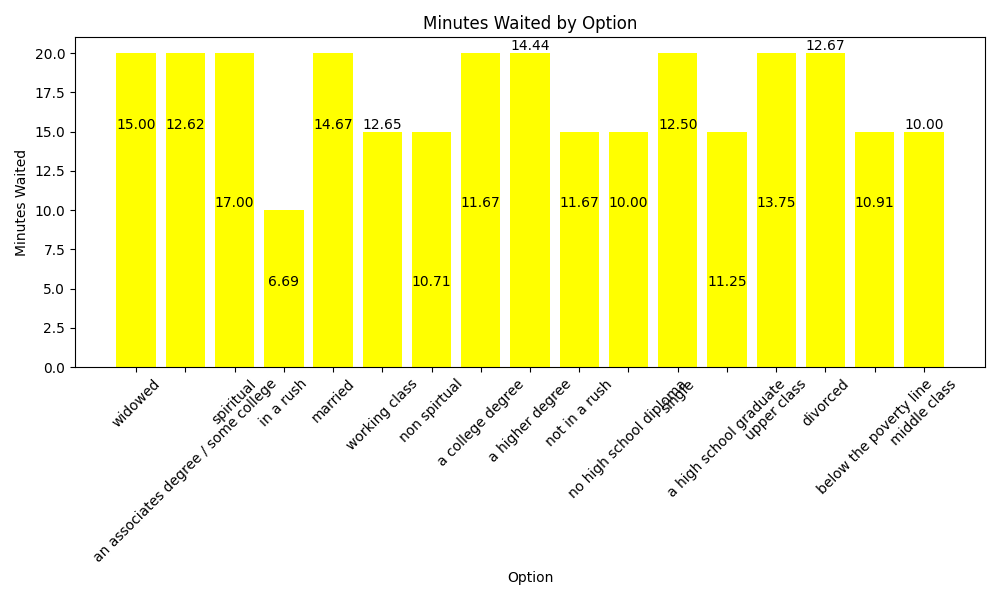 Minutes Waited by Option
Minutes Waited
20.0
17.5
15.0
12.5
10.0
7.5
5.0
2.5
0.0
15.00
12.62
17.00
6.69
14.67
12.65
10.71
11.67
14.44
11.67
10.00
12.50
11.25
13.75
12.67
10.91
10.00
widowed
an associates degree / some college
spiritual
in a rush
married
working class
non spirtual
a college degree
a higher degree
not in a rush
no high school diploma
single
a high school graduate
upper class
divorced
below the poverty line
middle class
Option